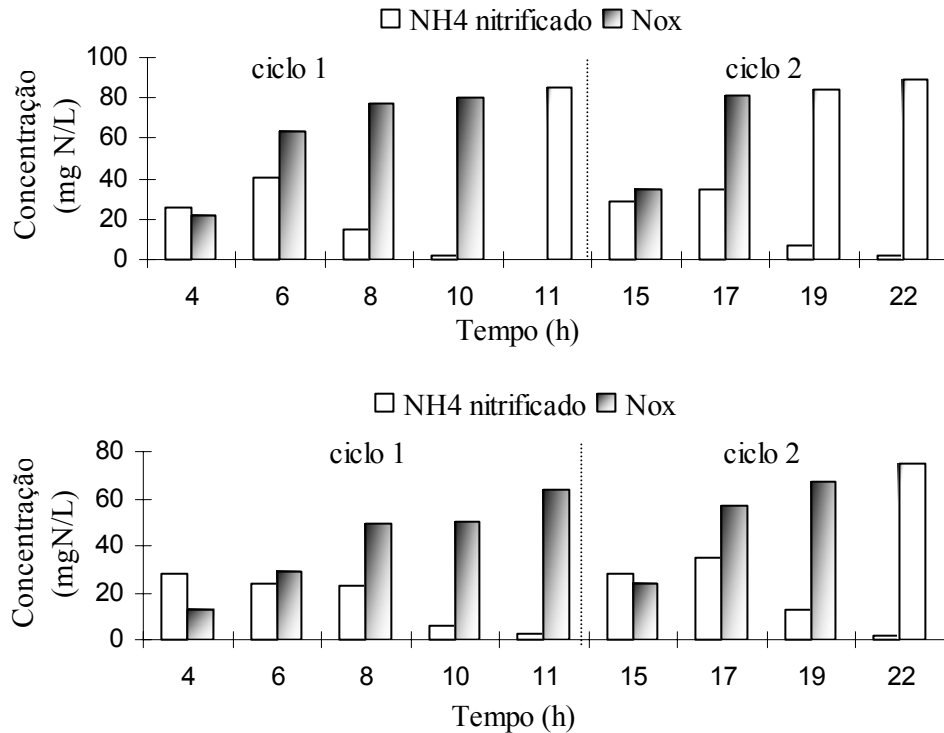 NH4 nitrificado Nox
ciclo 1 ciclo 2
Concentração
(mg N/L)
100
80
60
40
20
0
4 6 8 10 11 15 17 19 22
Tempo (h)
NH4 nitrificado Nox
ciclo 1 ciclo 2
Concentração
(mgN/L)
80
60
40
20
0
4 6 8 10 11 15 17 19 22
Tempo (h)